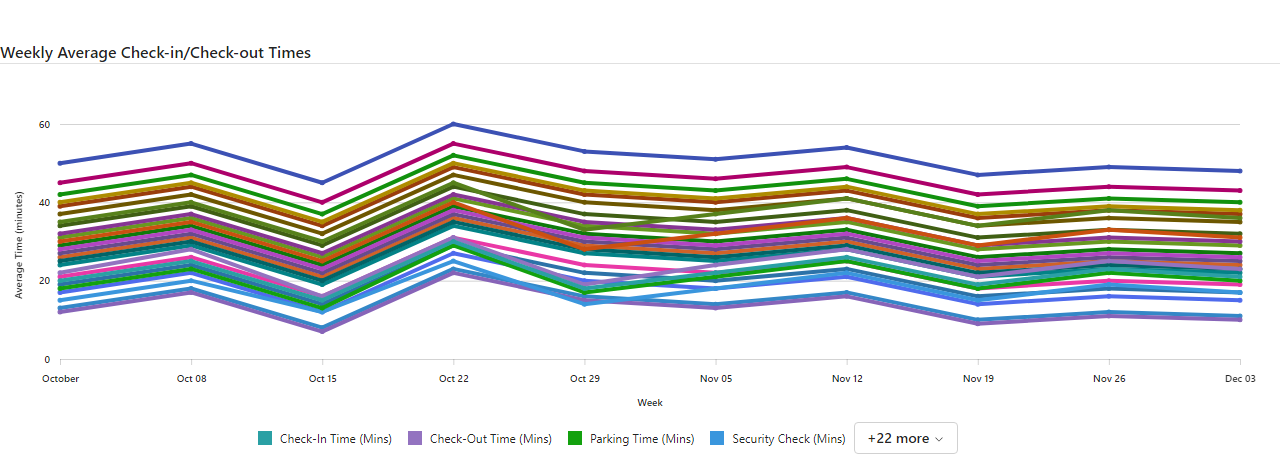 Weekly Average Check-in/Check-out Times
Average Time (minutes)
60
40
20
0
October Oct 08 Oct 15 Oct 22 Oct 29 Nov 05 Nov 12 Nov 19 Nov 26 Dec 03
Week
Check-In Time (Mins) Check-Out Time (Mins) Parking Time (Mins) Security Check (Mins) +22 more